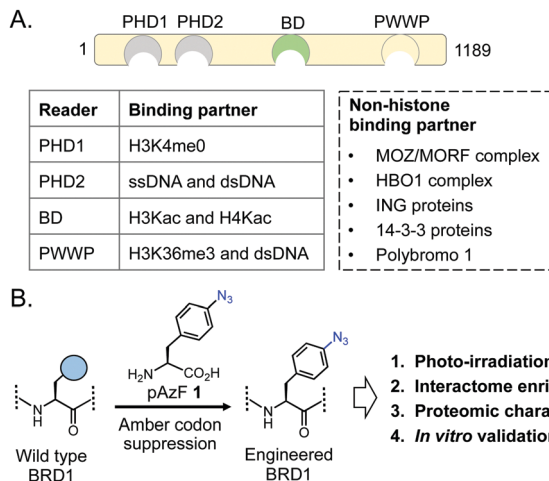 A.
PHD1 PHD2 BD PWWP
1 1189
Reader Binding partner
PHD1 H3K4me0
PHD2 ssDNA and dsDNA
BD H3Kac and H4Kac
PWWP H3K36me3 and dsDNA
Non-histone
binding partner
• MOZ/MORF complex
• HBO1 complex
• ING proteins
• 14-3-3 proteins
• Polybromo 1
B.
N₃
H₂N CO₂H
pAzF 1
Amber codon
suppression
N
H
O
Wild type
BRD1
N₃
N
H
O
Engineered
BRD1
1. Photo-irradiation
2. Interactome enri
3. Proteomic chara
4. In vitro validation